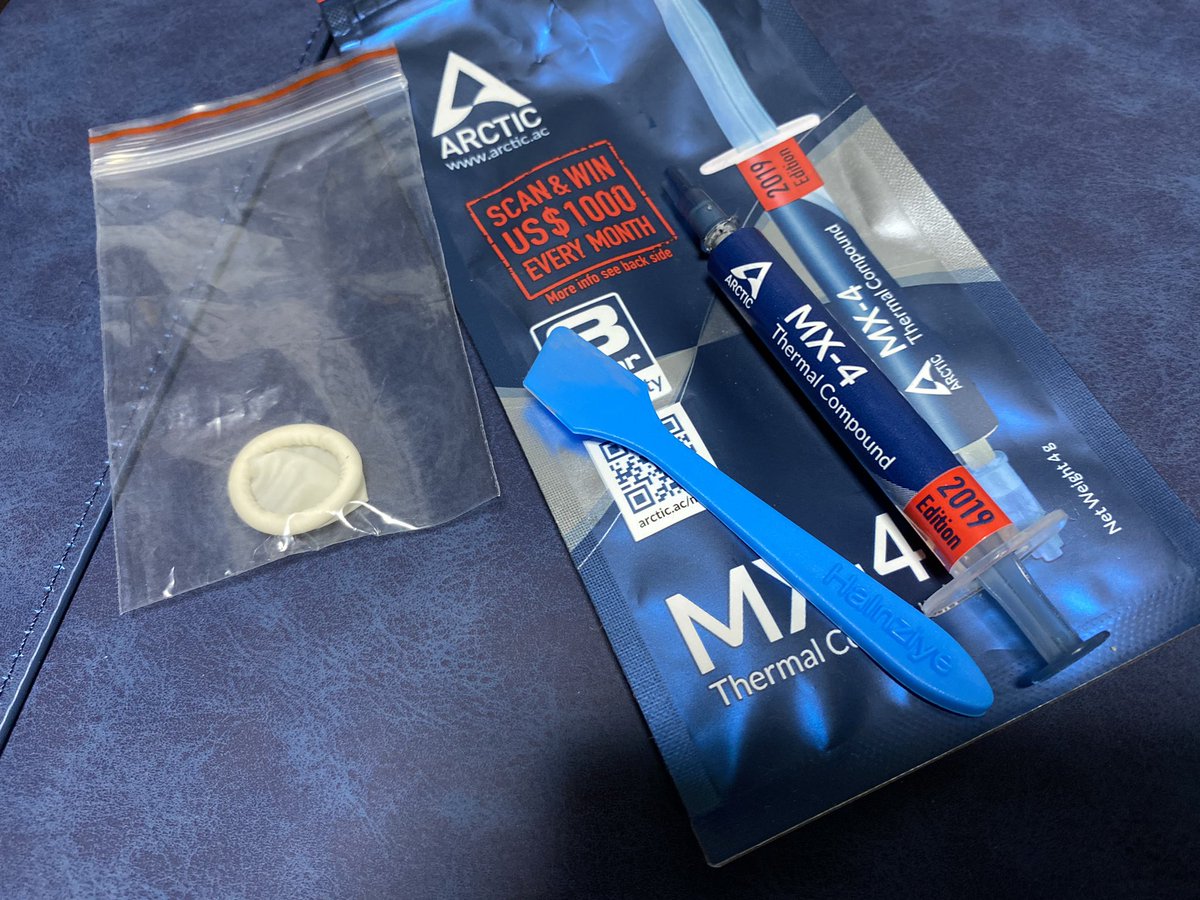 ARCTIC
www.arctic.ac
SCAN & WIN
US$1000
EVERY MONTH
More info see back side
arctic.ac/
MX-4
Thermal
Net Weight 4g
2019
Edition
MX-4
Thermal Compound
ARCTIC
ARCTIC
MX-4
Thermal Compound
2019
Edition